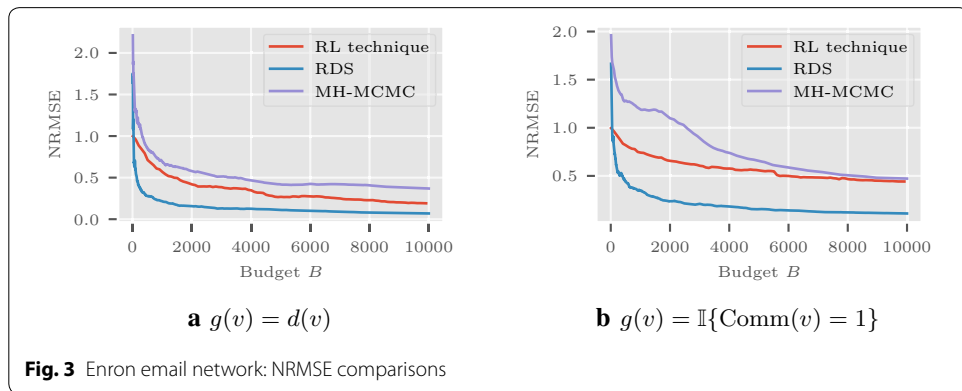 2.0
1.5
1.0
0.5
0.0
NRMSE
RL technique
RDS
MH-MCMC
0 2000 4000 6000 8000 10000
Budget B
a g(v) = d(v)
2.0
1.5
1.0
0.5
NRMSE
RL technique
RDS
MH-MCMC
0 2000 4000 6000 8000 10000
Budget B
b g(v) = 𝕀{Comm(v) = 1}
Fig. 3 Enron email network: NRMSE comparisons